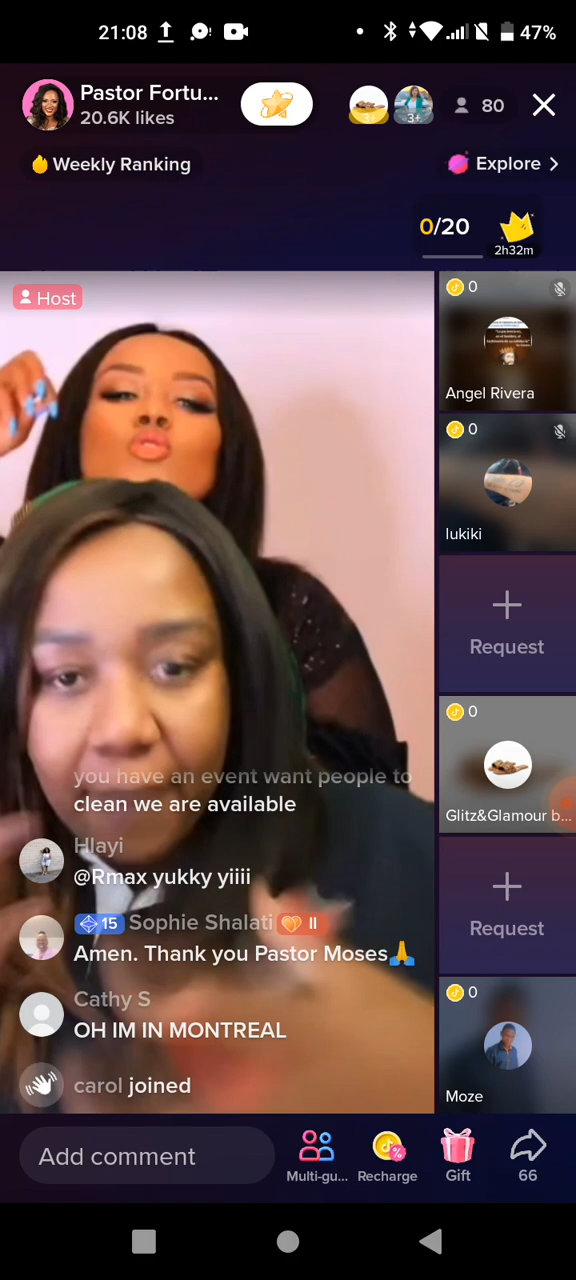 21:08
47%
Pastor Fortu...
20.6K likes
3+
3+
80
Weekly Ranking
Explore >
0/20
2h32m
Host
0
Angel Rivera
0
lukiki
Request
0
Glitz&Glamour b...
Request
0
Moze
you have an event want people to
clean we are available
Hlayi
@Rmax yukky yiiii
15 Sophie Shalati II
Amen. Thank you Pastor Moses🙏
Cathy S
OH IM IN MONTREAL
carol joined
Add comment
Multi-gu...
Recharge
Gift
66